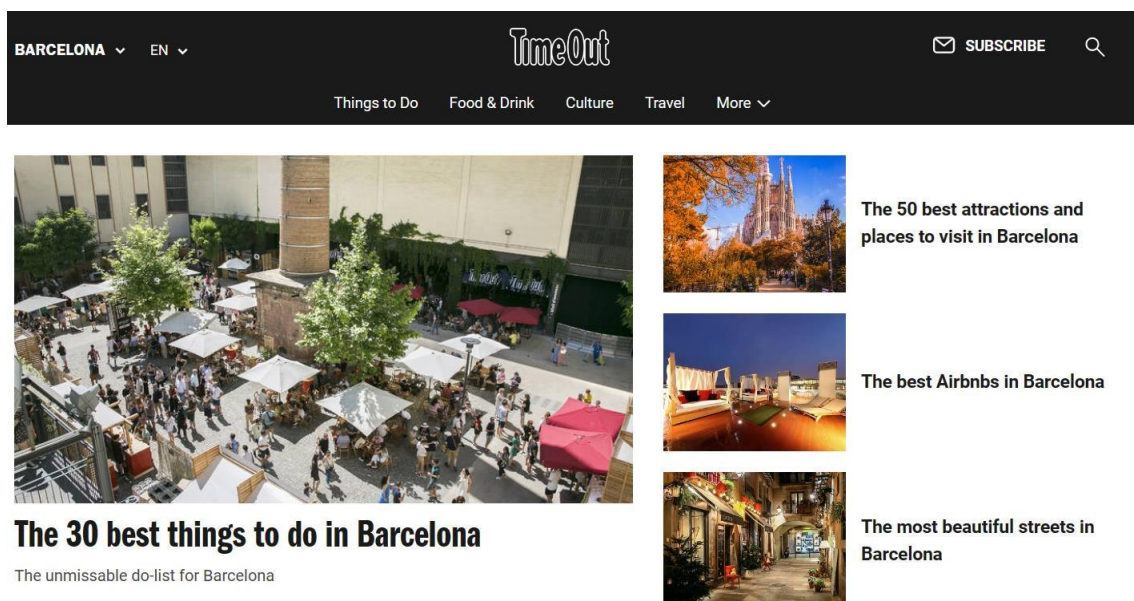 BARCELONA
EN
TimeOut
SUBSCRIBE
Things to Do
Food & Drink
Culture
Travel
More
The 30 best things to do in Barcelona
The unmissable do-list for Barcelona
The 50 best attractions and
places to visit in Barcelona
The best Airbnbs in Barcelona
The most beautiful streets in
Barcelona